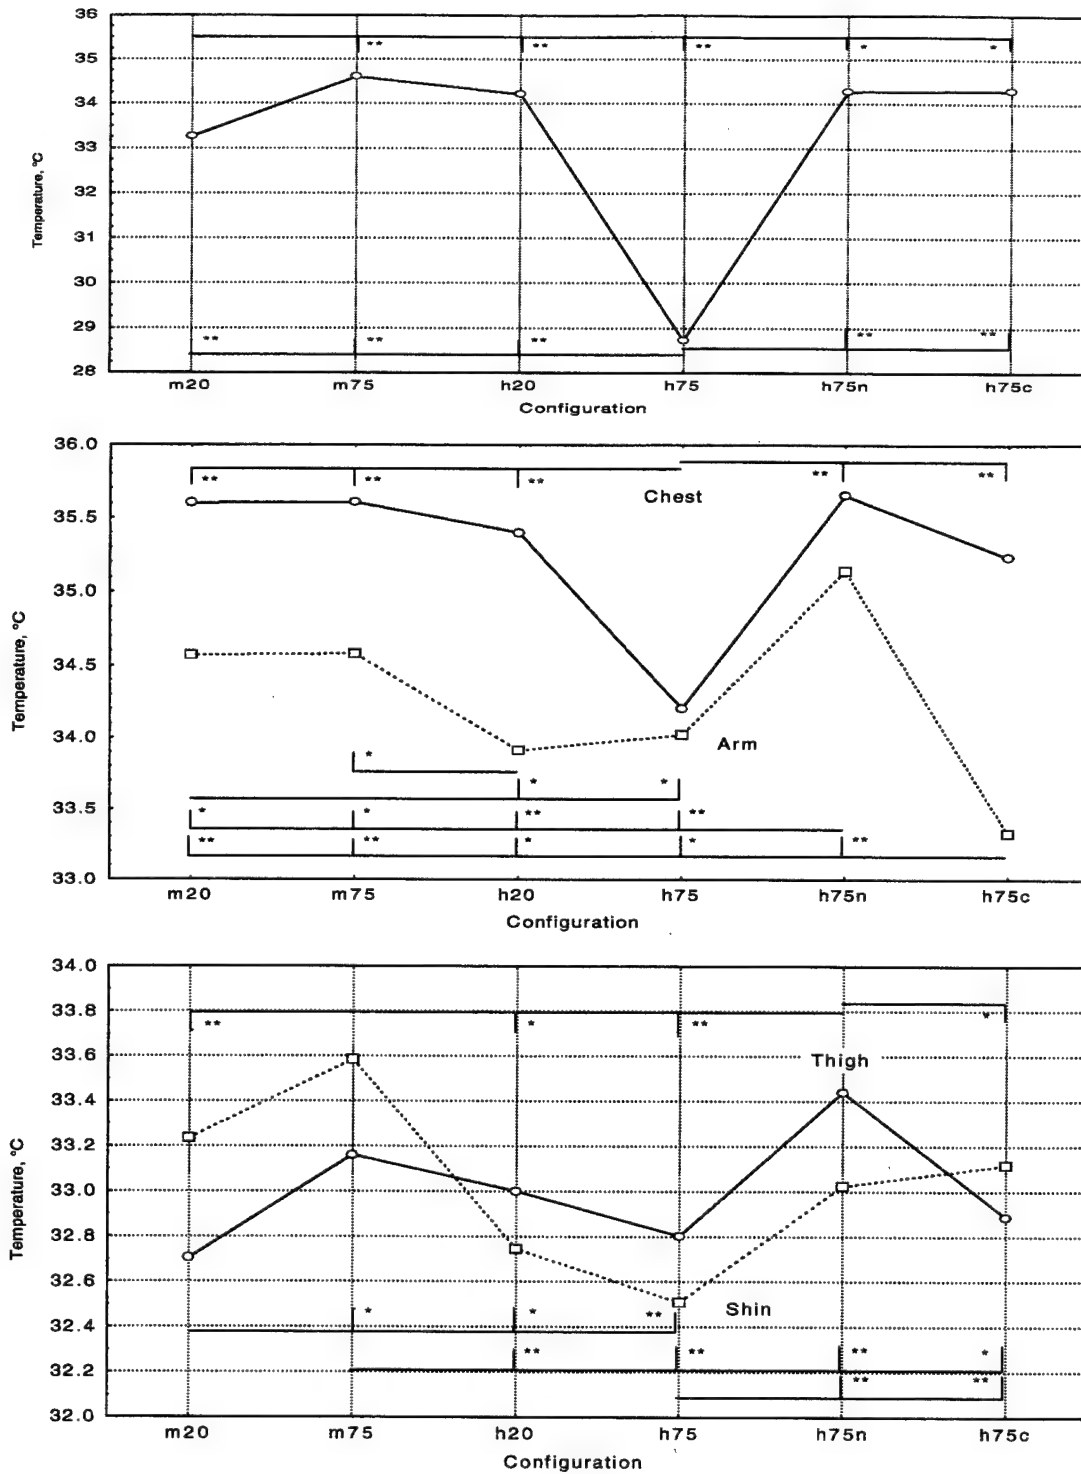 36
35
34
33
32
31
30
29
28
Temperature, °C
** ** ** * *
** ** ** ** **
m20 m75 h20 h75 h75n h75c
Configuration
36.0
35.5
35.0
34.5
34.0
33.5
33.0
Temperature, °C
** ** ** ** **
Chest
Arm
*
* *
* * ** **
** ** * * **
m20 m75 h20 h75 h75n h75c
Configuration
34.0
33.8
33.6
33.4
33.2
33.0
32.8
32.6
32.4
32.2
32.0
Temperature, °C
** * ** *
Thigh
Shin
* * **
** ** ** *
** **
m20 m75 h20 h75 h75n h75c
Configuration